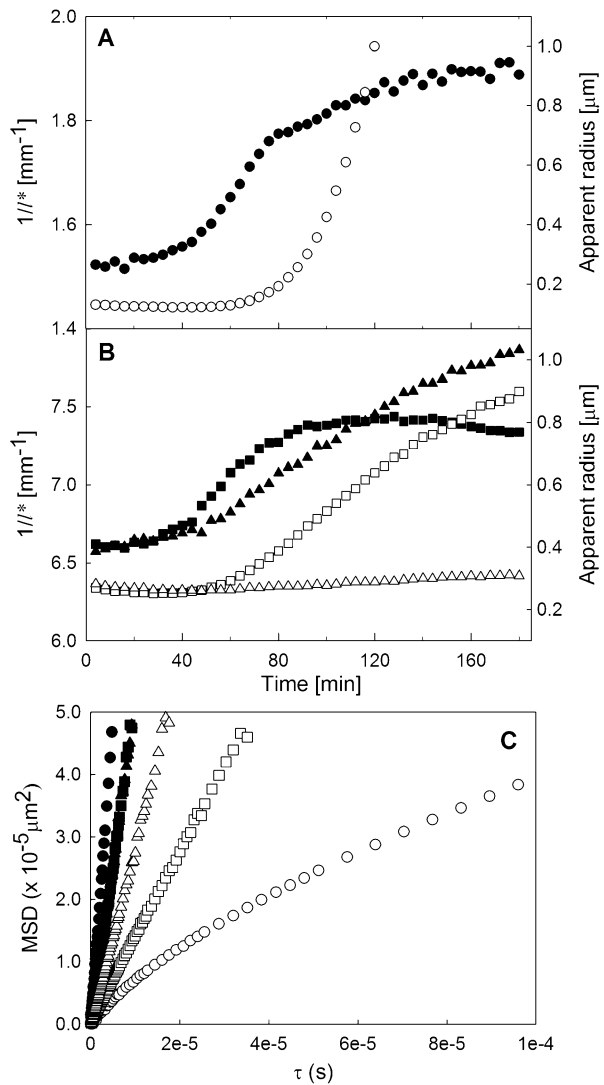 A
2.0
1.8
1.6
1.4
1//* [mm-1]
1.0
0.8
0.6
0.4
0.2
Apparent radius [µm]
B
7.5
7.0
6.5
6.0
1//* [mm-1]
1.0
0.8
0.6
0.4
0.2
Apparent radius [µm]
0 40 80 120 160
Time [min]
C
5.0
4.0
3.0
2.0
1.0
0.0
MSD (x 10-5µm2)
0 2e-5 4e-5 6e-5 8e-5 1e-4
τ (s)